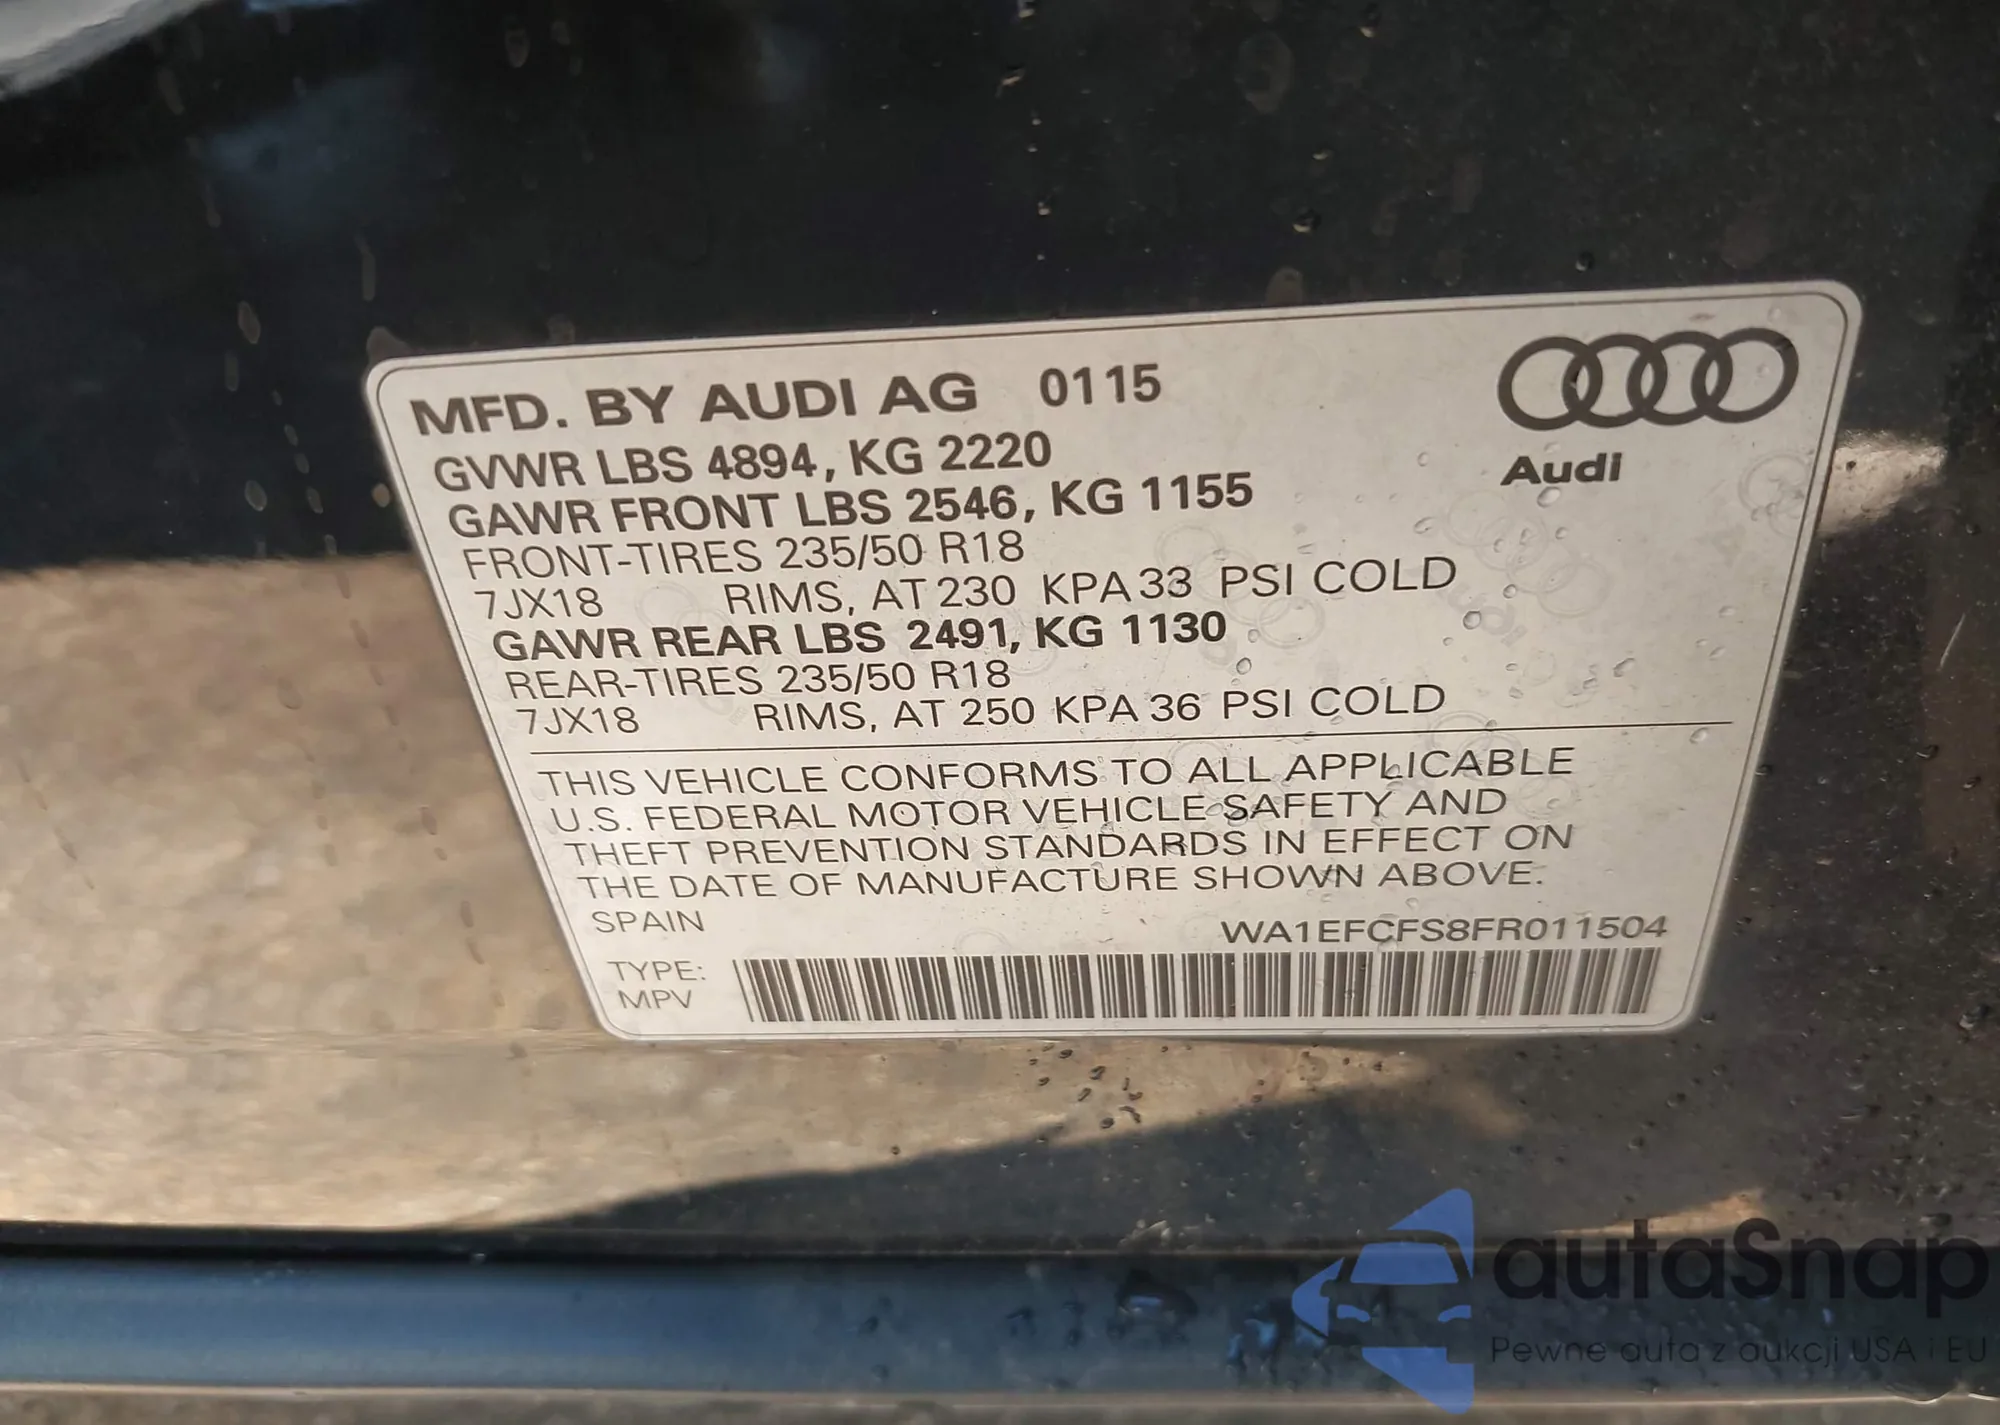 MFD. BY AUDI AG 0115
GVWR LBS 4894, KG 2220
GAWR FRONT LBS 2546, KG 1155
FRONT-TIRES 235/50 R18
7JX18 RIMS, AT 230 KPA 33 PSI COLD
GAWR REAR LBS 2491, KG 1130
REAR-TIRES 235/50 R18
7JX18 RIMS, AT 250 KPA 36 PSI COLD
Audi
THIS VEHICLE CONFORMS TO ALL APPLICABLE
U.S. FEDERAL MOTOR VEHICLE SAFETY AND
THEFT PREVENTION STANDARDS IN EFFECT ON
THE DATE OF MANUFACTURE SHOWN ABOVE.
SPAIN WA1EFCFS8FR011504
TYPE:
MPV
autaSnap
Pewne auta z aukcji USA i EU